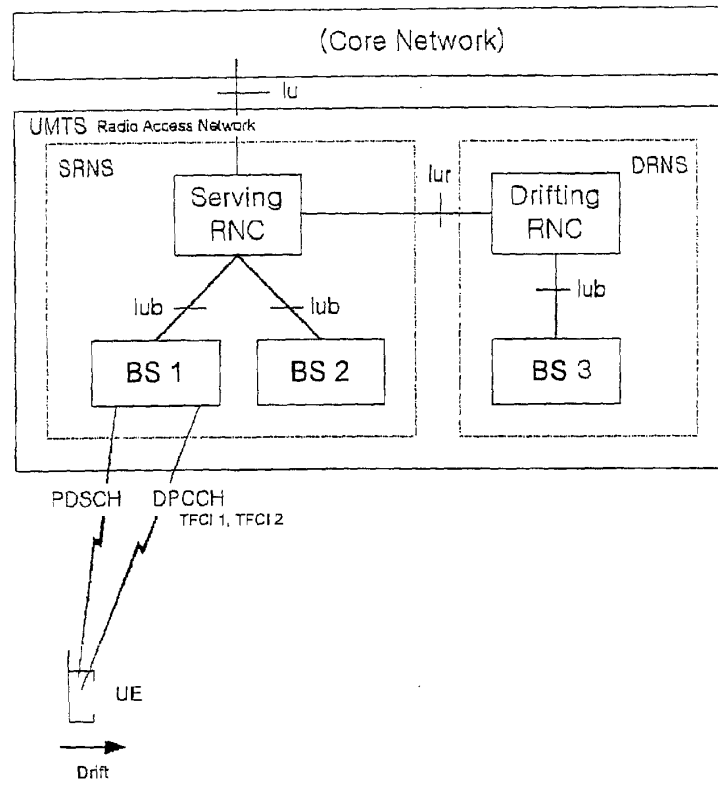 (Core Network)
Iu
UMTS Radio Access Network
SRNS
DRNS
Iur
Serving
RNC
Drifting
RNC
Iub
Iub
Iub
BS 1
BS 2
BS 3
PDSCH
DPCCH
TFCI 1, TFCI 2
UE
Drift